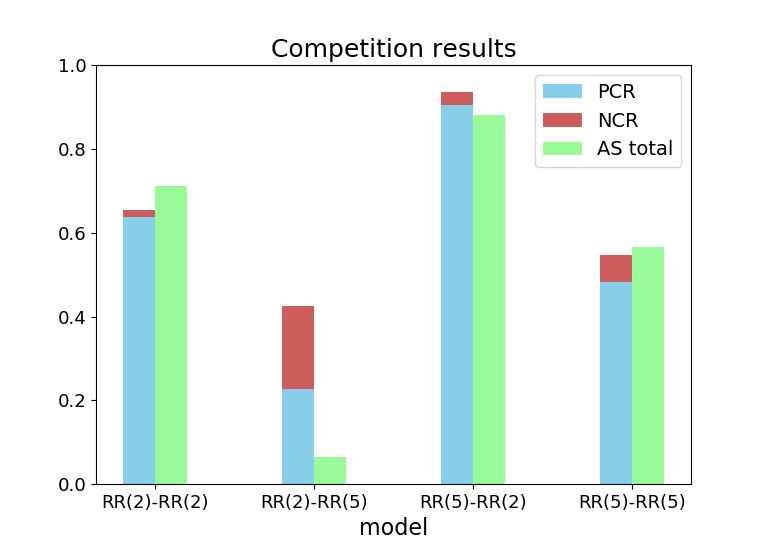 Competition results
1.0
0.8
0.6
0.4
0.2
0.0
PCR
NCR
AS total
RR(2)-RR(2)
RR(2)-RR(5)
RR(5)-RR(2)
RR(5)-RR(5)
model